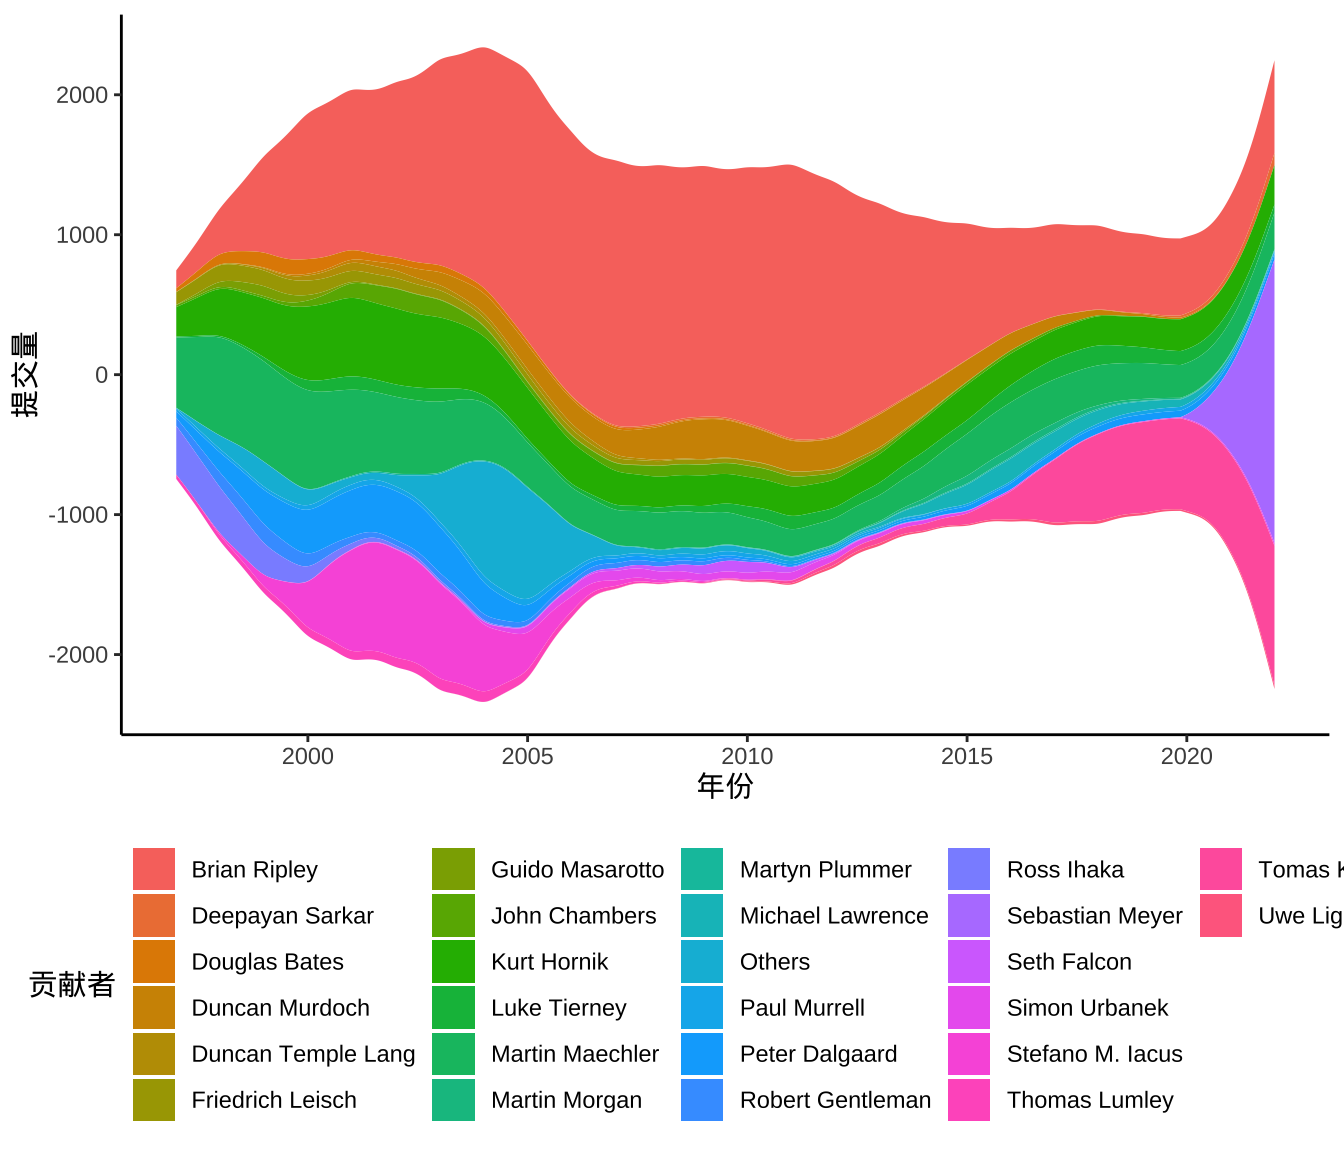 2000
1000
0
-1000
-2000
提交量
2000 2005 2010 2015 2020
年份
贡献者
Brian Ripley
Deepayan Sarkar
Douglas Bates
Duncan Murdoch
Duncan Temple Lang
Friedrich Leisch
Guido Masarotto
John Chambers
Kurt Hornik
Luke Tierney
Martin Maechler
Martin Morgan
Martyn Plummer
Michael Lawrence
Others
Paul Murrell
Peter Dalgaard
Robert Gentleman
Ross Ihaka
Sebastian Meyer
Seth Falcon
Simon Urbanek
Stefano M. Iacus
Thomas Lumley
Tomas
Uwe Lig